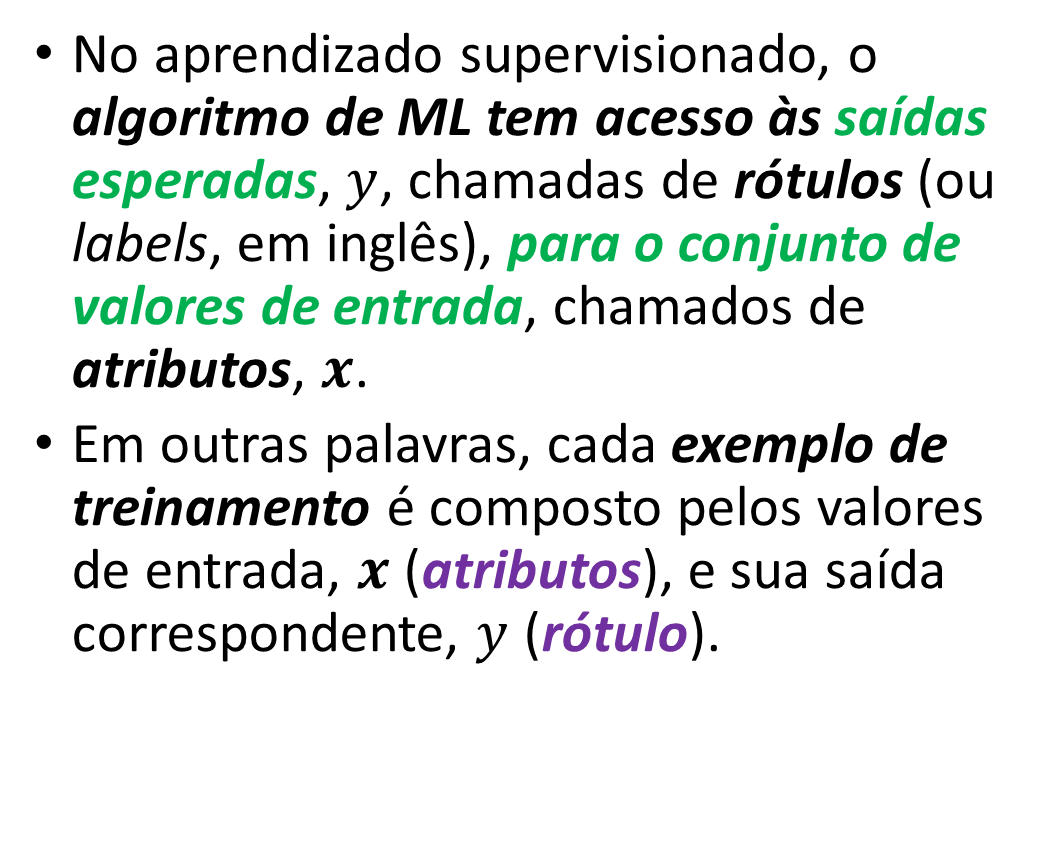 • No aprendizado supervisionado, o
algoritmo de ML tem acesso às saídas
esperadas, y, chamadas de rótulos (ou
labels, em inglês), para o conjunto de
valores de entrada, chamados de
atributos, x.
• Em outras palavras, cada exemplo de
treinamento é composto pelos valores
de entrada, x (atributos), e sua saída
correspondente, y (rótulo).